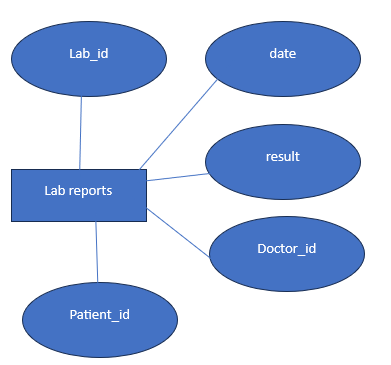 Lab_id
date
result
Lab reports
Doctor_id
Patient_id